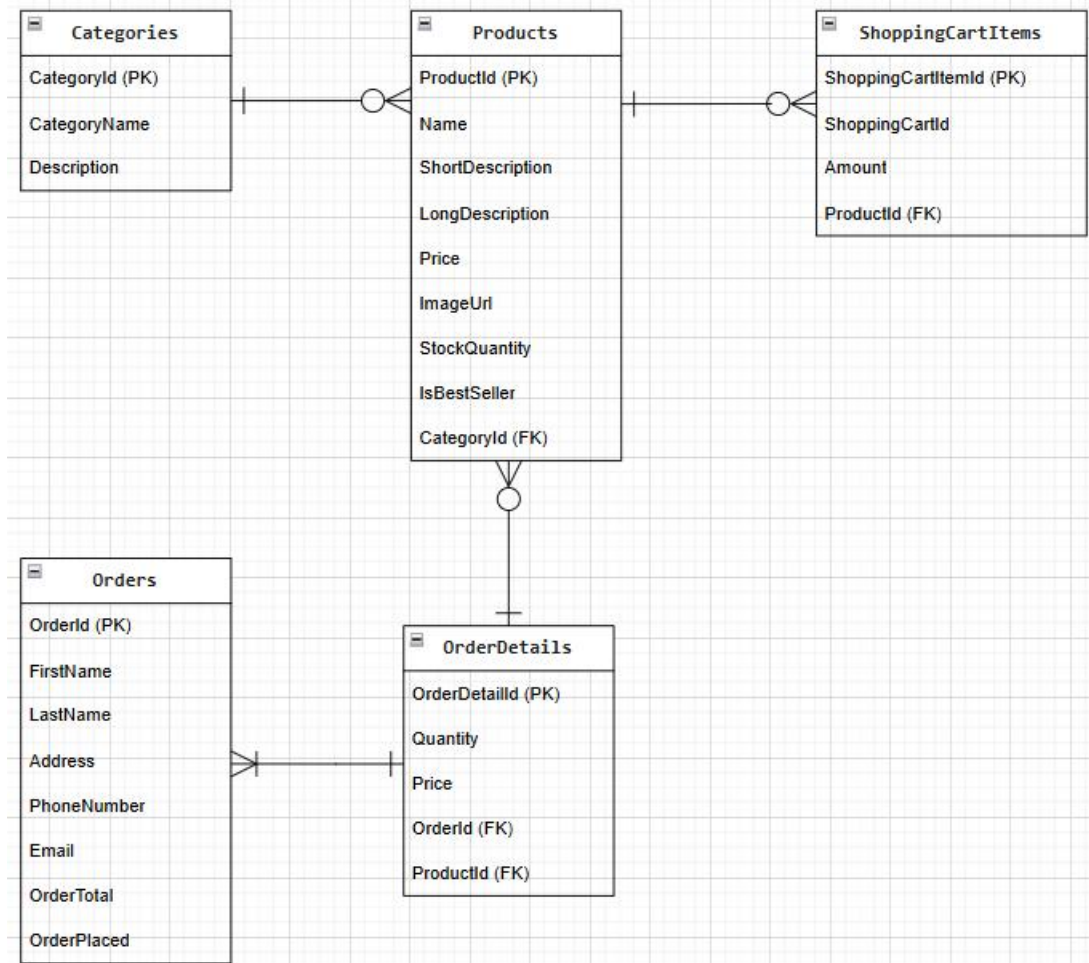 Categories
CategoryId (PK)
CategoryName
Description
Products
ProductId (PK)
Name
ShortDescription
LongDescription
Price
ImageUrl
StockQuantity
IsBestSeller
CategoryId (FK)
ShoppingCartItems
ShoppingCartItemId (PK)
ShoppingCartId
Amount
ProductId (FK)
Orders
OrderId (PK)
FirstName
LastName
Address
PhoneNumber
Email
OrderTotal
OrderPlaced
OrderDetails
OrderDetailId (PK)
Quantity
Price
OrderId (FK)
ProductId (FK)